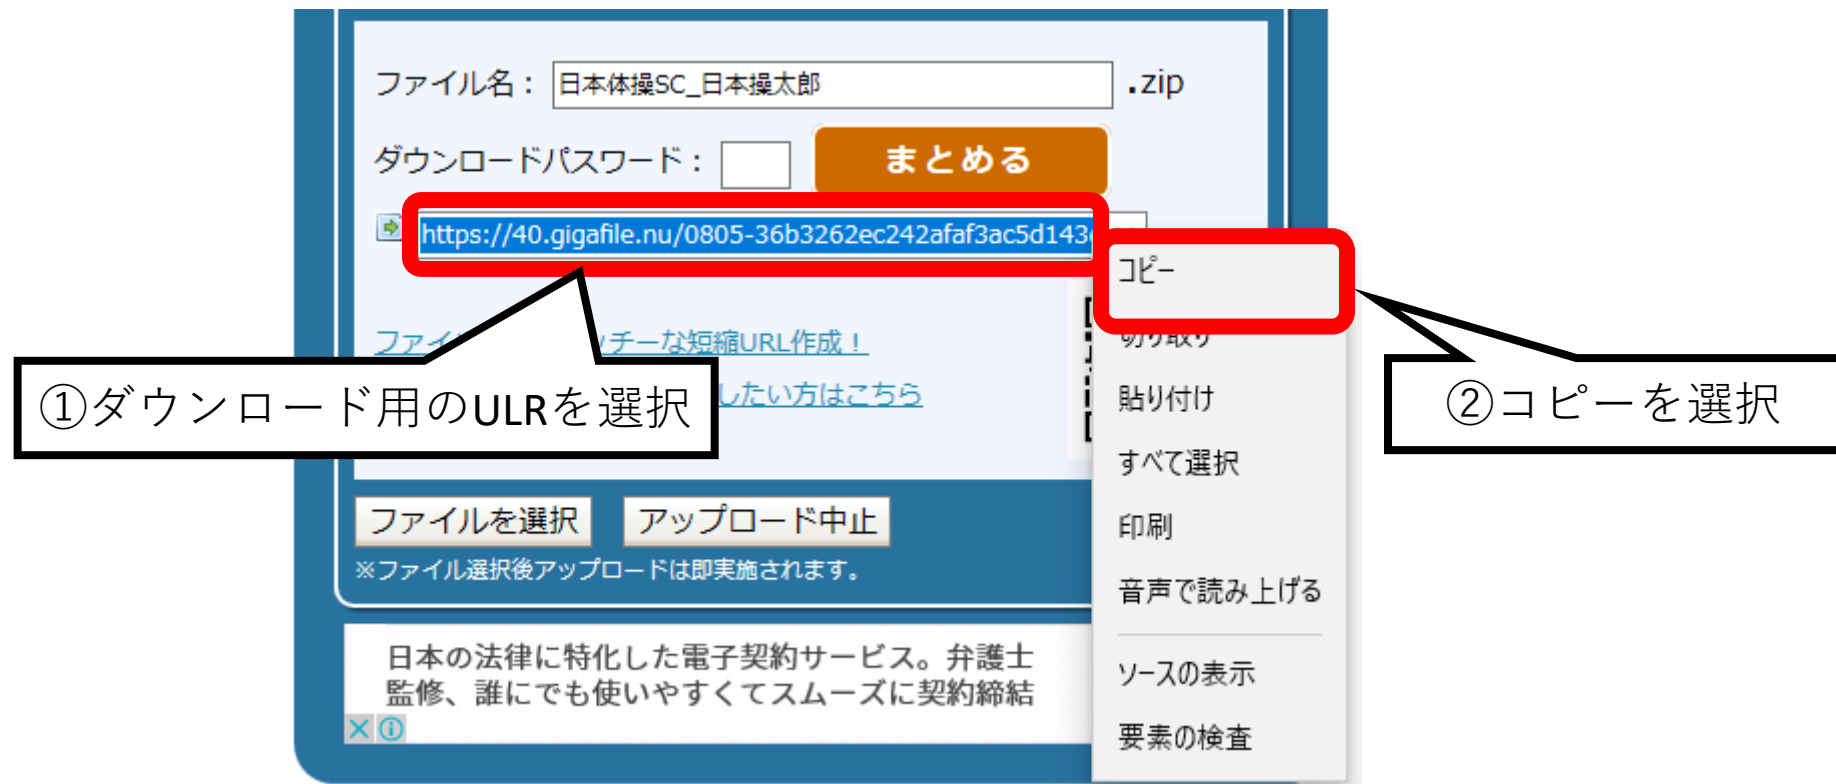 ファイル名： 日本体操SC_日本操太郎 .zip
ダウンロードパスワード： まとめる
https://40.gigafile.nu/0805-36b3262ec242afaf3ac5d143
コピー
切り取り
貼り付け
すべて選択
印刷
音声で読み上げる
ソースの表示
要素の検査
ッチーな短縮URL作成！
したい方はこちら
①ダウンロード用のULRを選択
②コピーを選択
ファイルを選択 アップロード中止
※ファイル選択後アップロードは即実施されます。
日本の法律に特化した電子契約サービス。弁護士
監修、誰にでも使いやすくてスムーズに契約締結